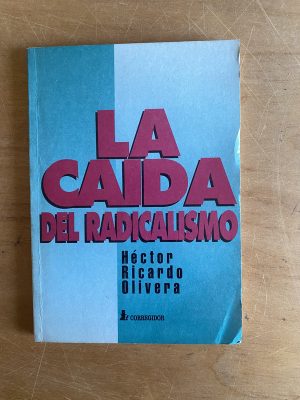 LA
CAIDA
DEL RADICALISMO
Héctor
Ricardo
Olivera
CORREGIDOR